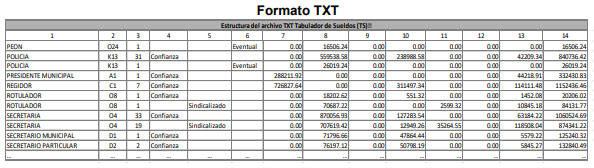 Formato TXT
Estructura del archivo TXT Tabulador de Sueldos (TS)
1 2 3 4 5 6 7 8 9 10 11 12 13 14
PEON O24 1 Eventual 0.00 16506.24 0.00 0.00 0.00 0.00 0.00 16506.24
POLICIA K13 31 Confianza 0.00 559538.58 0.00 238988.58 0.00 0.00 42209.34 840736.42
POLICIA K13 1 Eventual 0.00 26019.24 0.00 0.00 0.00 0.00 0.00 26019.24
PRESIDENTE MUNICIPAL A1 1 Confianza 288211.92 0.00 0.00 0.00 0.00 44218.91 332430.83
REGIDOR C1 7 Confianza 726827.64 0.00 311497.34 0.00 0.00 114111.48 1152436.46
ROTULADOR O8 1 Confianza 0.00 18202.62 0.00 551.32 0.00 0.00 1452.08 20206.02
ROTULADOR O8 1 Sindicalizado 0.00 70687.22 0.00 0.00 2599.32 0.00 10845.18 84131.77
SECRETARIA O4 33 Confianza 0.00 870056.93 0.00 127283.54 0.00 0.00 63184.22 1060524.69
SECRETARIA O4 19 Sindicalizado 0.00 707619.42 0.00 12949.26 35264.55 0.00 118508.04 874341.22
SECRETARIO MUNICIPAL D1 1 Confianza 0.00 71796.66 0.00 47864.44 0.00 0.00 5579.22 125240.32
SECRETARIO PARTICULAR D2 2 Confianza 0.00 76197.12 0.00 50798.19 0.00 0.00 5845.27 132840.49
... ... ... ... ... ... ... ... ... ... ... ... ... ...